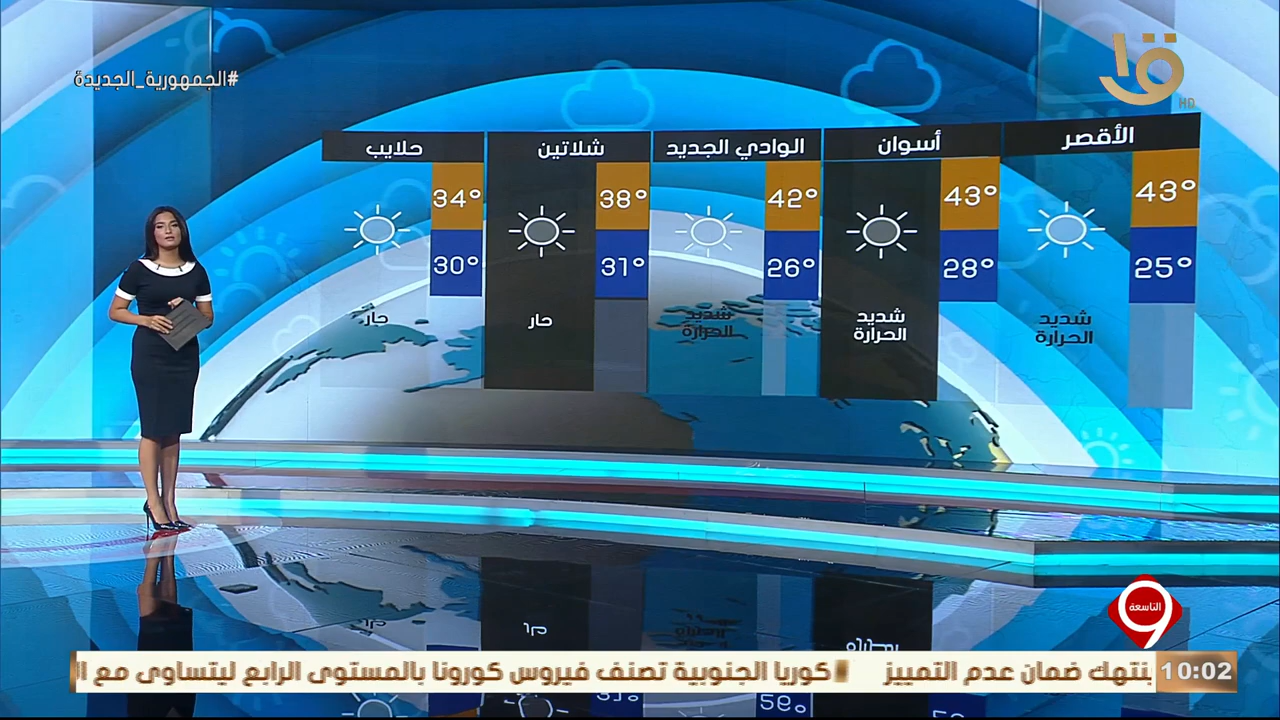 #الجمهورية_الجديدة
HD
الأقصر
43°
25°
شديد
الحرارة
أسوان
43°
28°
شديد
الحرارة
الوادي الجديد
42°
26°
شديد
الحرارة
شلاتين
38°
31°
حار
حلايب
34°
30°
حار
التاسعة
9
10:02
ينتهك ضمان عدم التمييز
كوريا الجنوبية تصنف فيروس كورونا بالمستوى الرابع ليتساوى مع